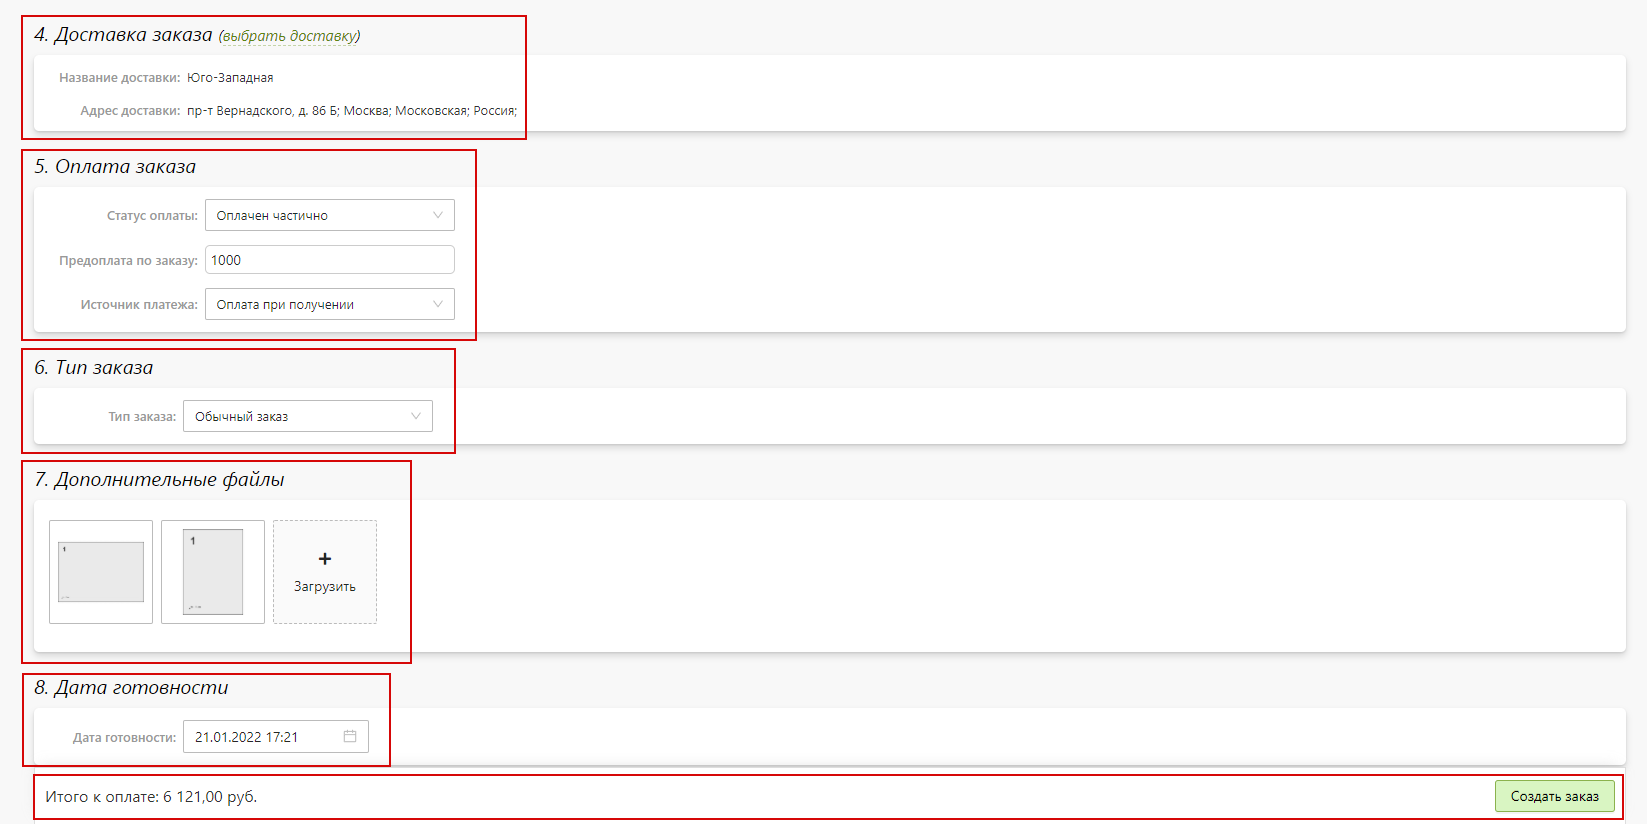 4. Доставка заказа (выбрать доставку)
Название доставки: Юго-Западная
Адрес доставки: пр-т Вернадского, д. 86 Б; Москва; Московская; Россия;
5. Оплата заказа
Статус оплаты: Оплачен частично
Предоплата по заказу: 1000
Источник платежа: Оплата при получении
6. Тип заказа
Тип заказа: Обычный заказ
7. Дополнительные файлы
1
1
+
Загрузить
8. Дата готовности
Дата готовности: 21.01.2022 17:21
Итого к оплате: 6 121,00 руб.
Создать заказ